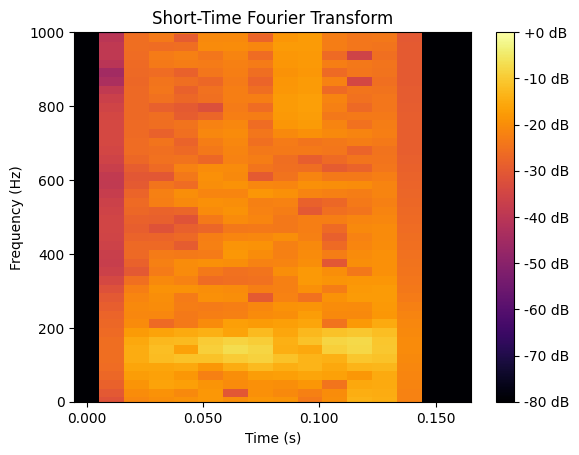 Short-Time Fourier Transform
1000
800
600
400
200
0
Frequency (Hz)
0.000
0.050
0.100
0.150
Time (s)
+0 dB
-10 dB
-20 dB
-30 dB
-40 dB
-50 dB
-60 dB
-70 dB
-80 dB